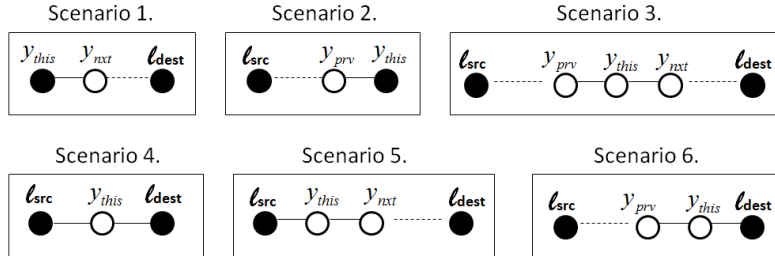 Scenario 1. Scenario 2. Scenario 3.
y_this y_nxt ℓ_dest ℓ_src y_prv y_this ℓ_src y_prv y_this y_nxt ℓ_dest
Scenario 4. Scenario 5. Scenario 6.
ℓ_src y_this ℓ_dest ℓ_src y_this y_nxt ℓ_dest ℓ_src y_prv y_this ℓ_dest